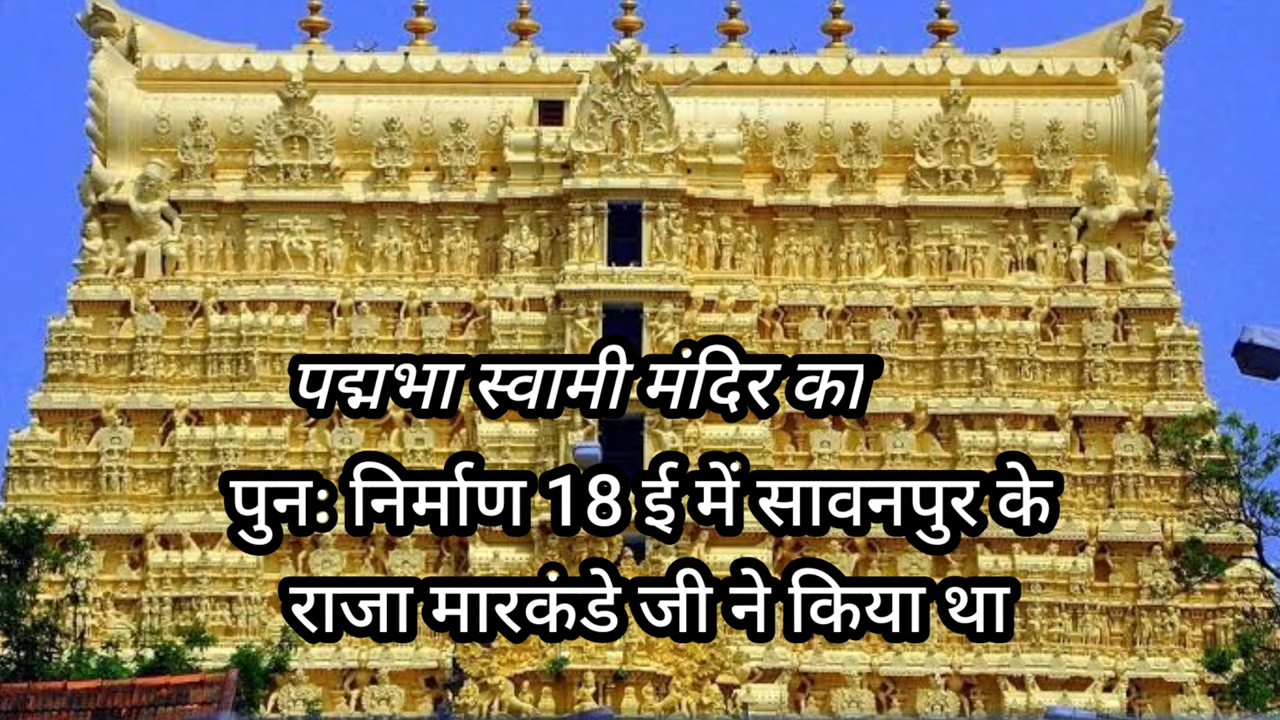 पद्मभा स्वामी मंदिर का
पुनः निर्माण 18 ई में सावनपुर के
राजा मारकंडे जी ने किया था